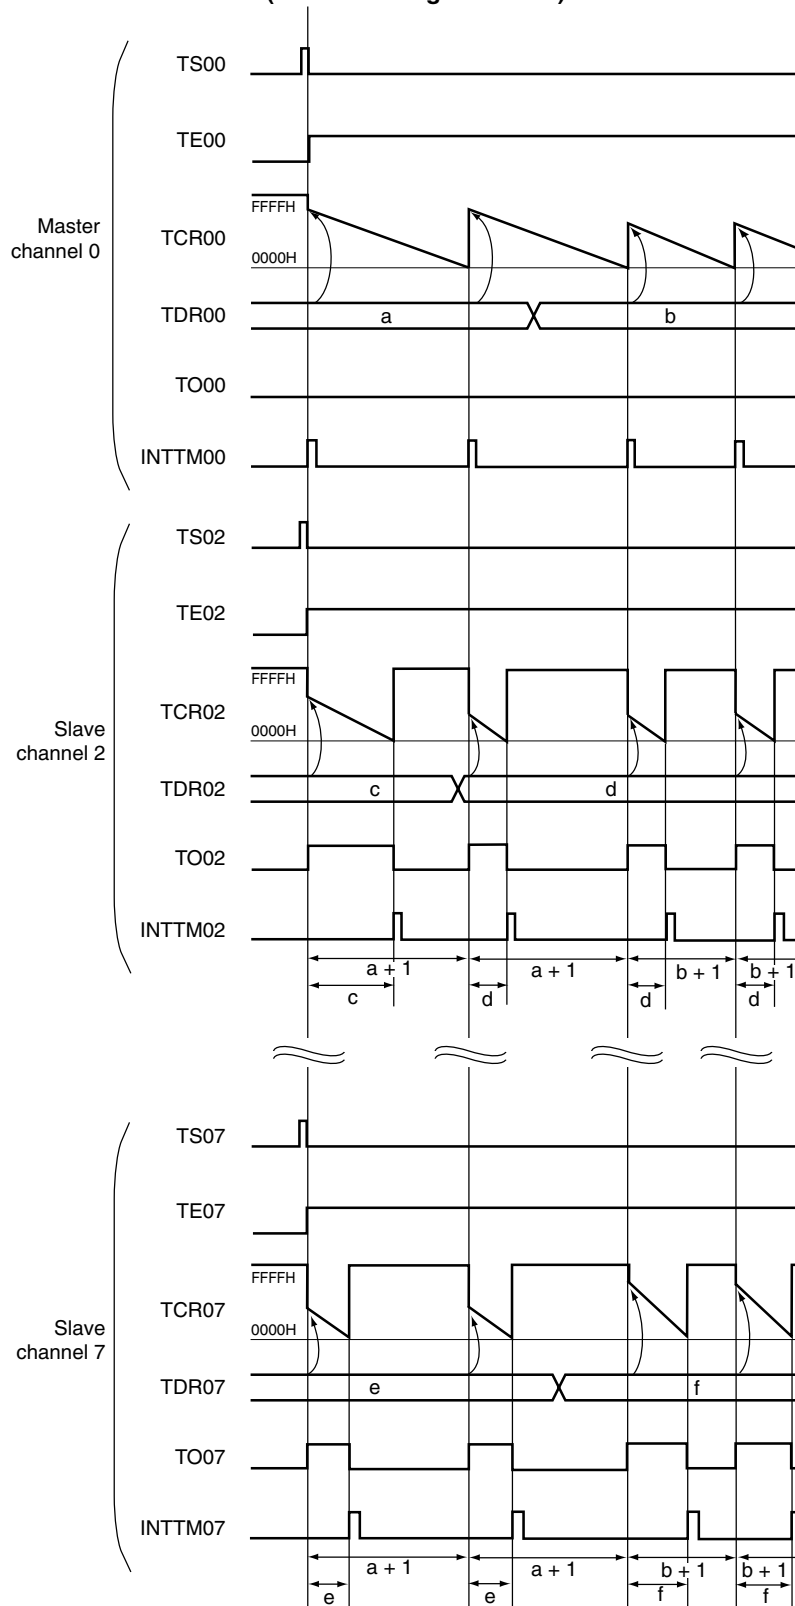 TS00
TE00
FFFFH
Master
channel 0
TCR00
0000H
TDR00
a
b
TO00
INTTM00
TS02
TE02
FFFFH
TCR02
Slave
channel 2
0000H
TDR02
c
d
TO02
INTTM02
a + 1
a + 1
b + 1
b + 1
c
d
d
d
TS07
TE07
FFFFH
TCR07
Slave
channel 7
0000H
TDR07
e
f
TO07
INTTM07
a + 1
a + 1
b + 1
b + 1
e
e
f
f